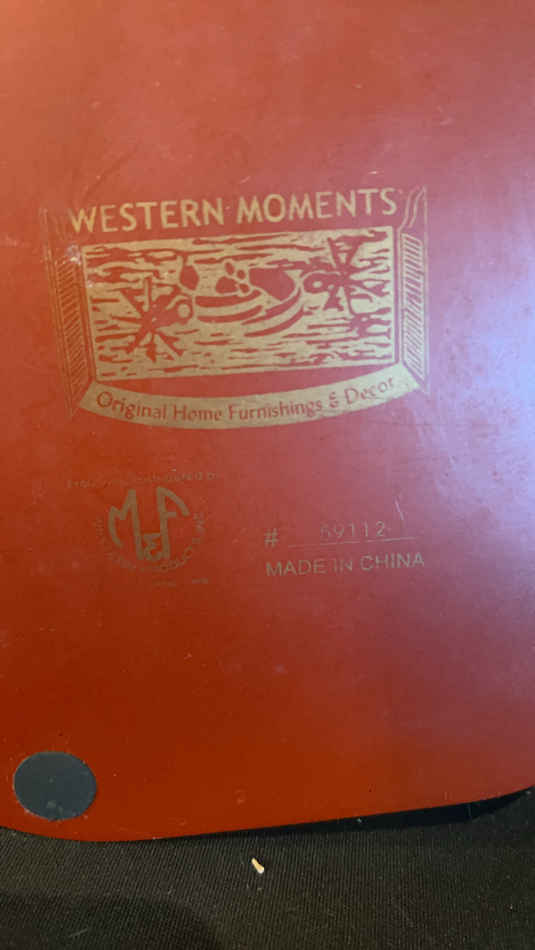 WESTERN MOMENTS
Original Home Furnishings & Decor
M&F
# 59112-
MADE IN CHINA